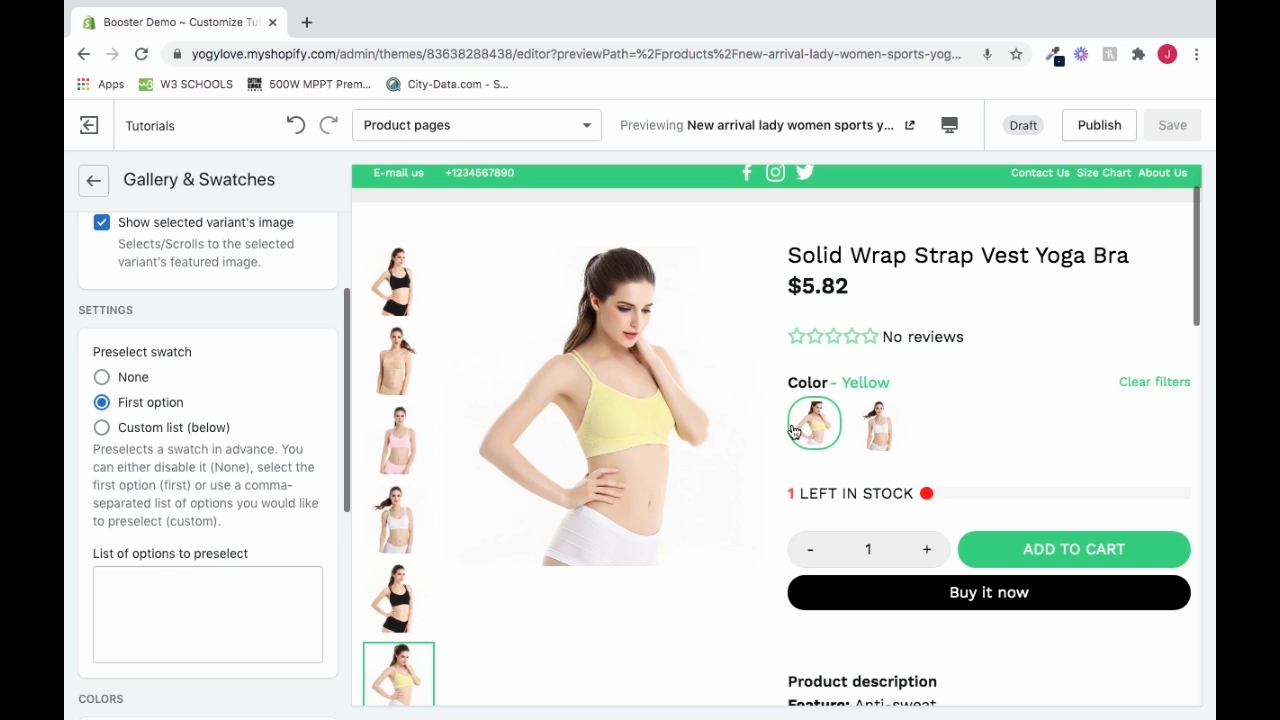 Booster Demo ~ Customize Tut
yogylove.myshopify.com/admin/themes/83638288438/editor?previewPath=%2Fproducts%2Fnew-arrival-lady-women-sports-yog...
J
Apps
W3 SCHOOLS
500W MPPT Prem...
City-Data.com - S...
Tutorials
Product pages
Previewing New arrival lady women sports y...
Draft
Publish
Save
Gallery & Swatches
Show selected variant's image
Selects/Scrolls to the selected
variant's featured image.
SETTINGS
Preselect swatch
None
First option
Custom list (below)
Preselects a swatch in advance. You
can either disable it (None), select the
first option (first) or use a comma-
separated list of options you would like
to preselect (custom).
List of options to preselect
COLORS
E-mail us +1234567890
Contact Us Size Chart About Us
Solid Wrap Strap Vest Yoga Bra
$5.82
No reviews
Color - Yellow
Clear filters
1 LEFT IN STOCK
- 1 +
ADD TO CART
Buy it now
Product description
Feature: Anti-sweat